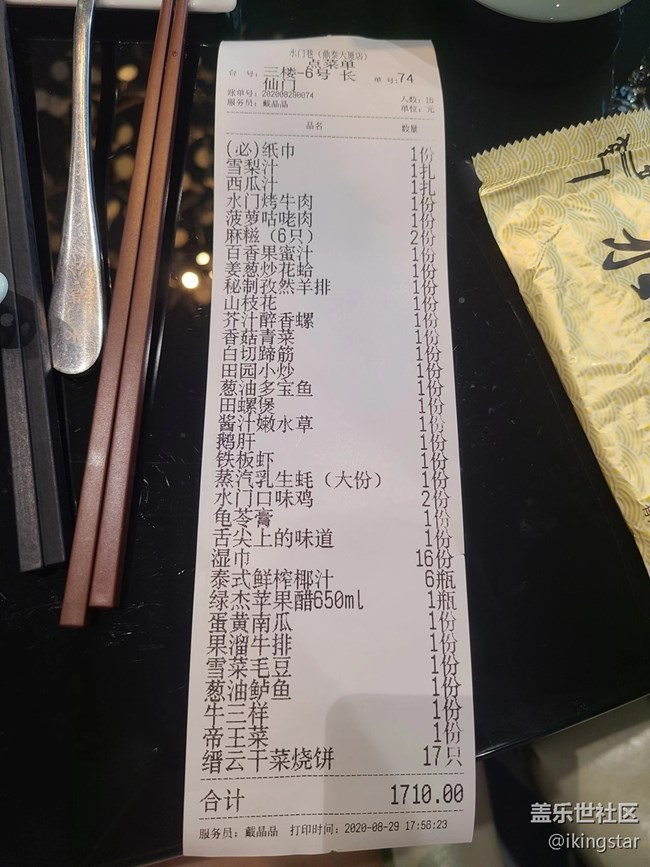 水门巷（鼎泰大厦店）
点菜单
台 号: 三楼-6号 长仙门 单号:74
账单号: 202008290074 人数: 16
服务员: 戴晶晶 单位: 元
品名 数量
(必)纸巾 1份
雪梨汁 1扎
西瓜汁 1扎
水门烤牛肉 1份
菠萝咕咾肉 1份
麻糍（6只） 2份
百香果蜜汁 1份
姜葱炒花蛤 1份
秘制孜然羊排 1份
山枝花 1份
芥汁醉香螺 1份
香菇青菜 1份
白切蹄筋 1份
田园小炒 1份
葱油多宝鱼 1份
田螺煲 1份
酱汁嫩水草 1份
鹅肝 1份
铁板虾 1份
蒸汽乳生蚝（大份） 1份
水门口味鸡 2份
龟苓膏 1份
舌尖上的味道 1份
湿巾 16份
泰式鲜榨椰汁 6瓶
绿杰苹果醋650ml 1瓶
蛋黄南瓜 1份
果溜牛排 1份
雪菜毛豆 1份
葱油鲈鱼 1份
牛三样 1份
帝王菜 1份
缙云干菜烧饼 17只
合计 1710.00
服务员: 戴晶晶 打印时间: 2020-08-29 17:56:23
盖乐世社区
@ikingstar